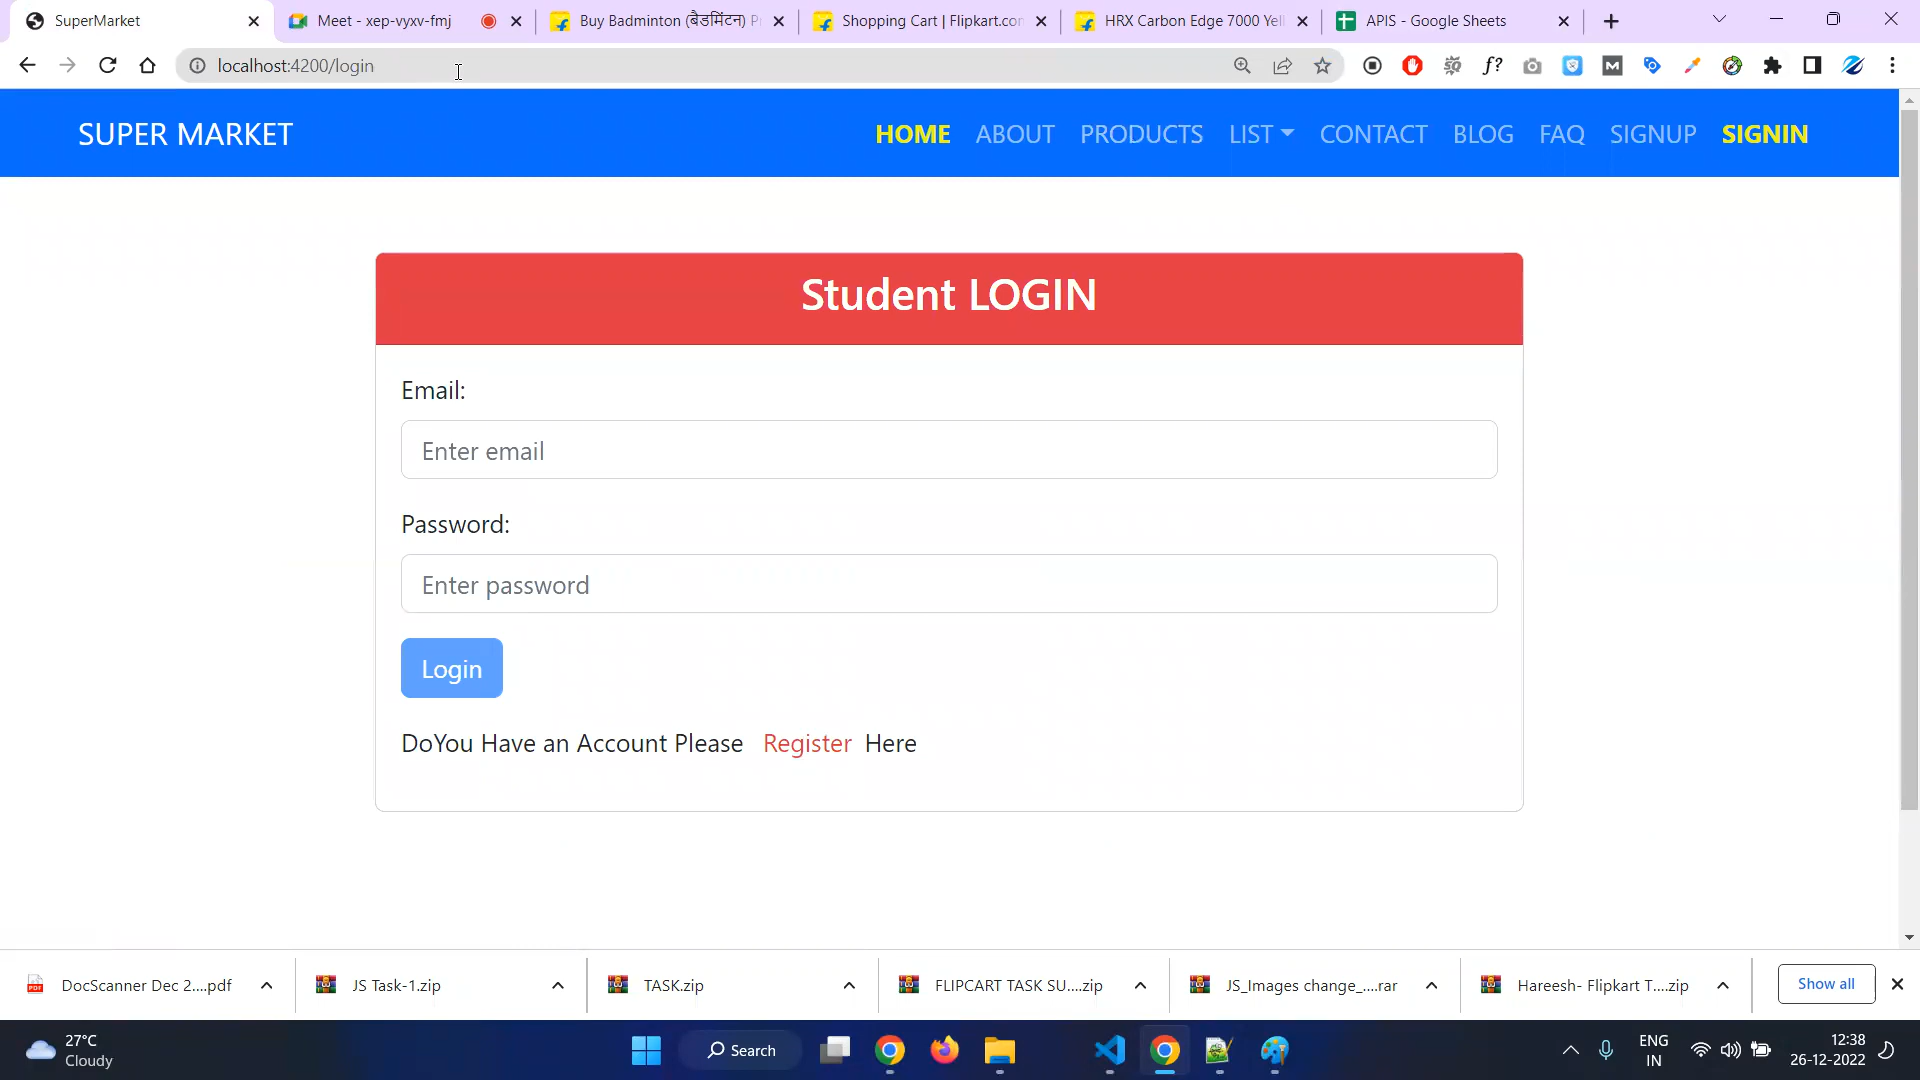 SuperMarket
Meet - xep-vyxv-fmj
Buy Badminton (बैडमिंटन) Pr
Shopping Cart | Flipkart.com
HRX Carbon Edge 7000 Yell
APIS - Google Sheets
localhost:4200/login
SUPER MARKET
HOME ABOUT PRODUCTS LIST CONTACT BLOG FAQ SIGNUP SIGNIN
Student LOGIN
Email:
Enter email
Password:
Enter password
Login
DoYou Have an Account Please Register Here
DocScanner Dec 2....pdf
JS Task-1.zip
TASK.zip
FLIPCART TASK SU....zip
JS_Images change_....rar
Hareesh- Flipkart T....zip
Show all
27°C
Cloudy
Search
ENG
IN
12:38
26-12-2022